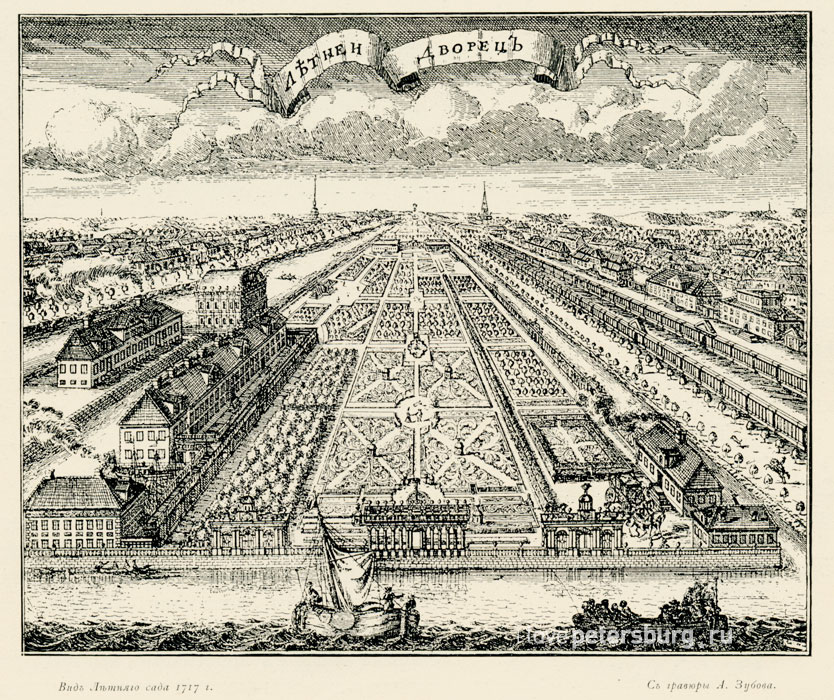 ЛѢТНЕИ ДВОРЕЦЪ
ilovepetersburg.ru
Видъ Лѣтняго сада 1717 г.
Съ гравюры А. Зубова.